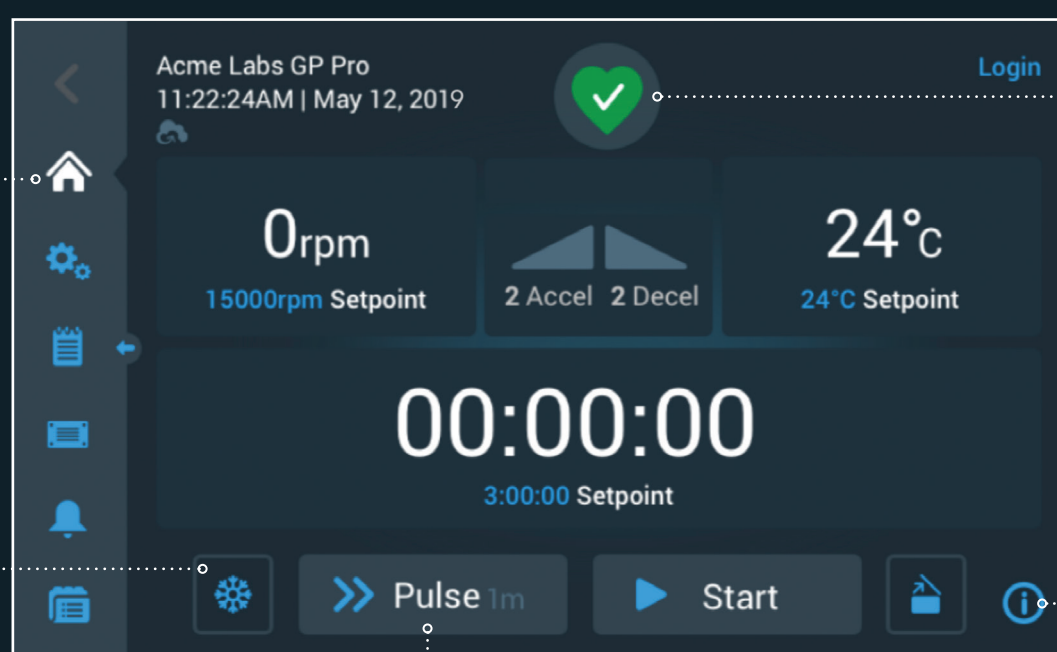 Acme Labs GP Pro
Login
11:22:24AM | May 12, 2019
0rpm
15000rpm Setpoint
2 Accel 2 Decel
24°C
24°C Setpoint
00:00:00
3:00:00 Setpoint
Pulse 1m
Start